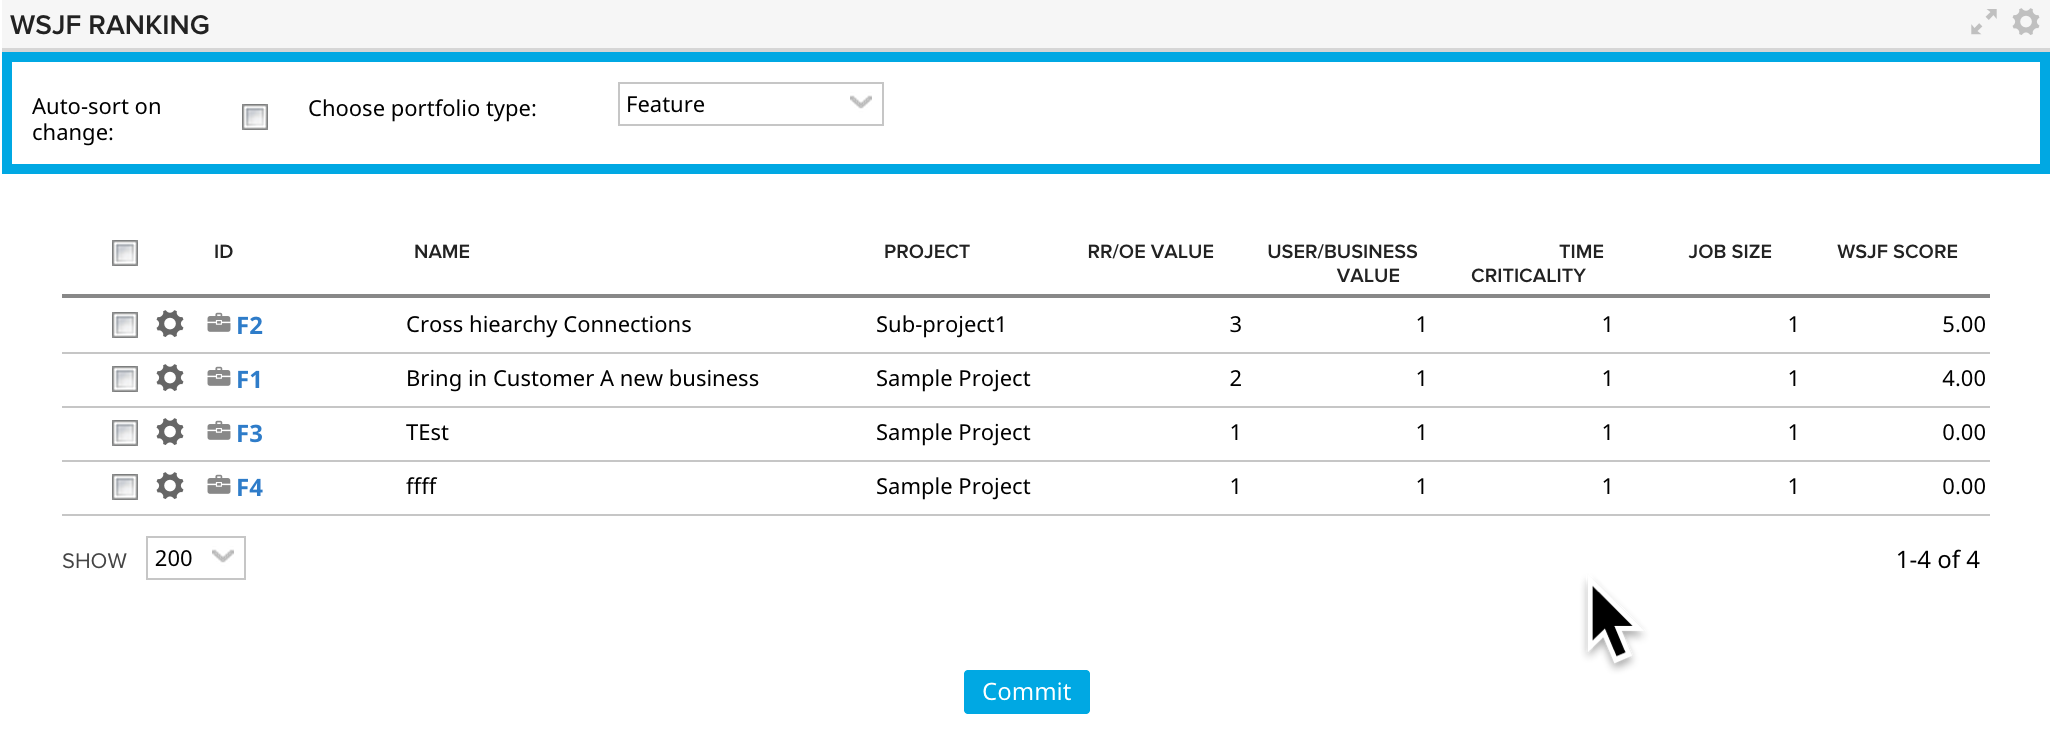 WSJF RANKING
Auto-sort on
change:
Choose portfolio type:
Feature
ID NAME PROJECT RR/OE VALUE USER/BUSINESS VALUE TIME CRITICALITY JOB SIZE WSJF SCORE
F2 Cross hiearchy Connections Sub-project1 3 1 1 1 5.00
F1 Bring in Customer A new business Sample Project 2 1 1 1 4.00
F3 TEst Sample Project 1 1 1 1 0.00
F4 ffff Sample Project 1 1 1 1 0.00
SHOW 200 1-4 of 4
Commit